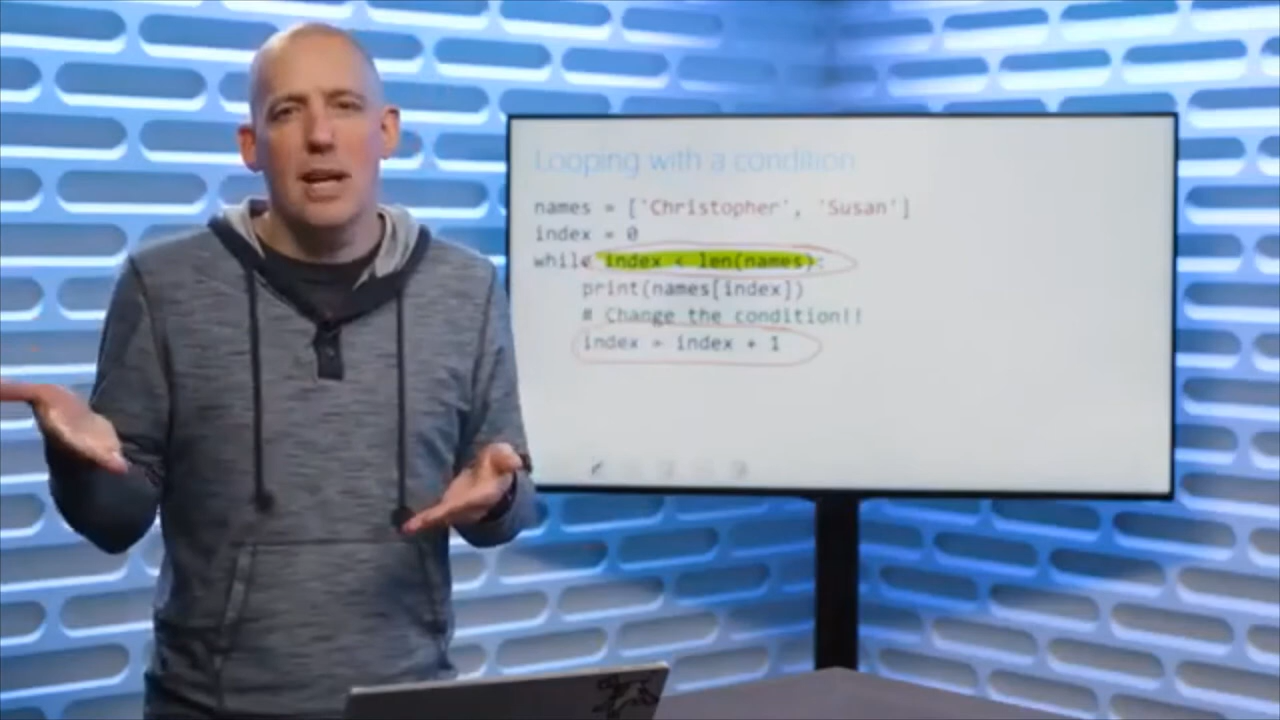 Looping with a condition
names = ['Christopher', 'Susan']
index = 0
while index < len(names):
print(names[index])
# Change the condition!!
index = index + 1